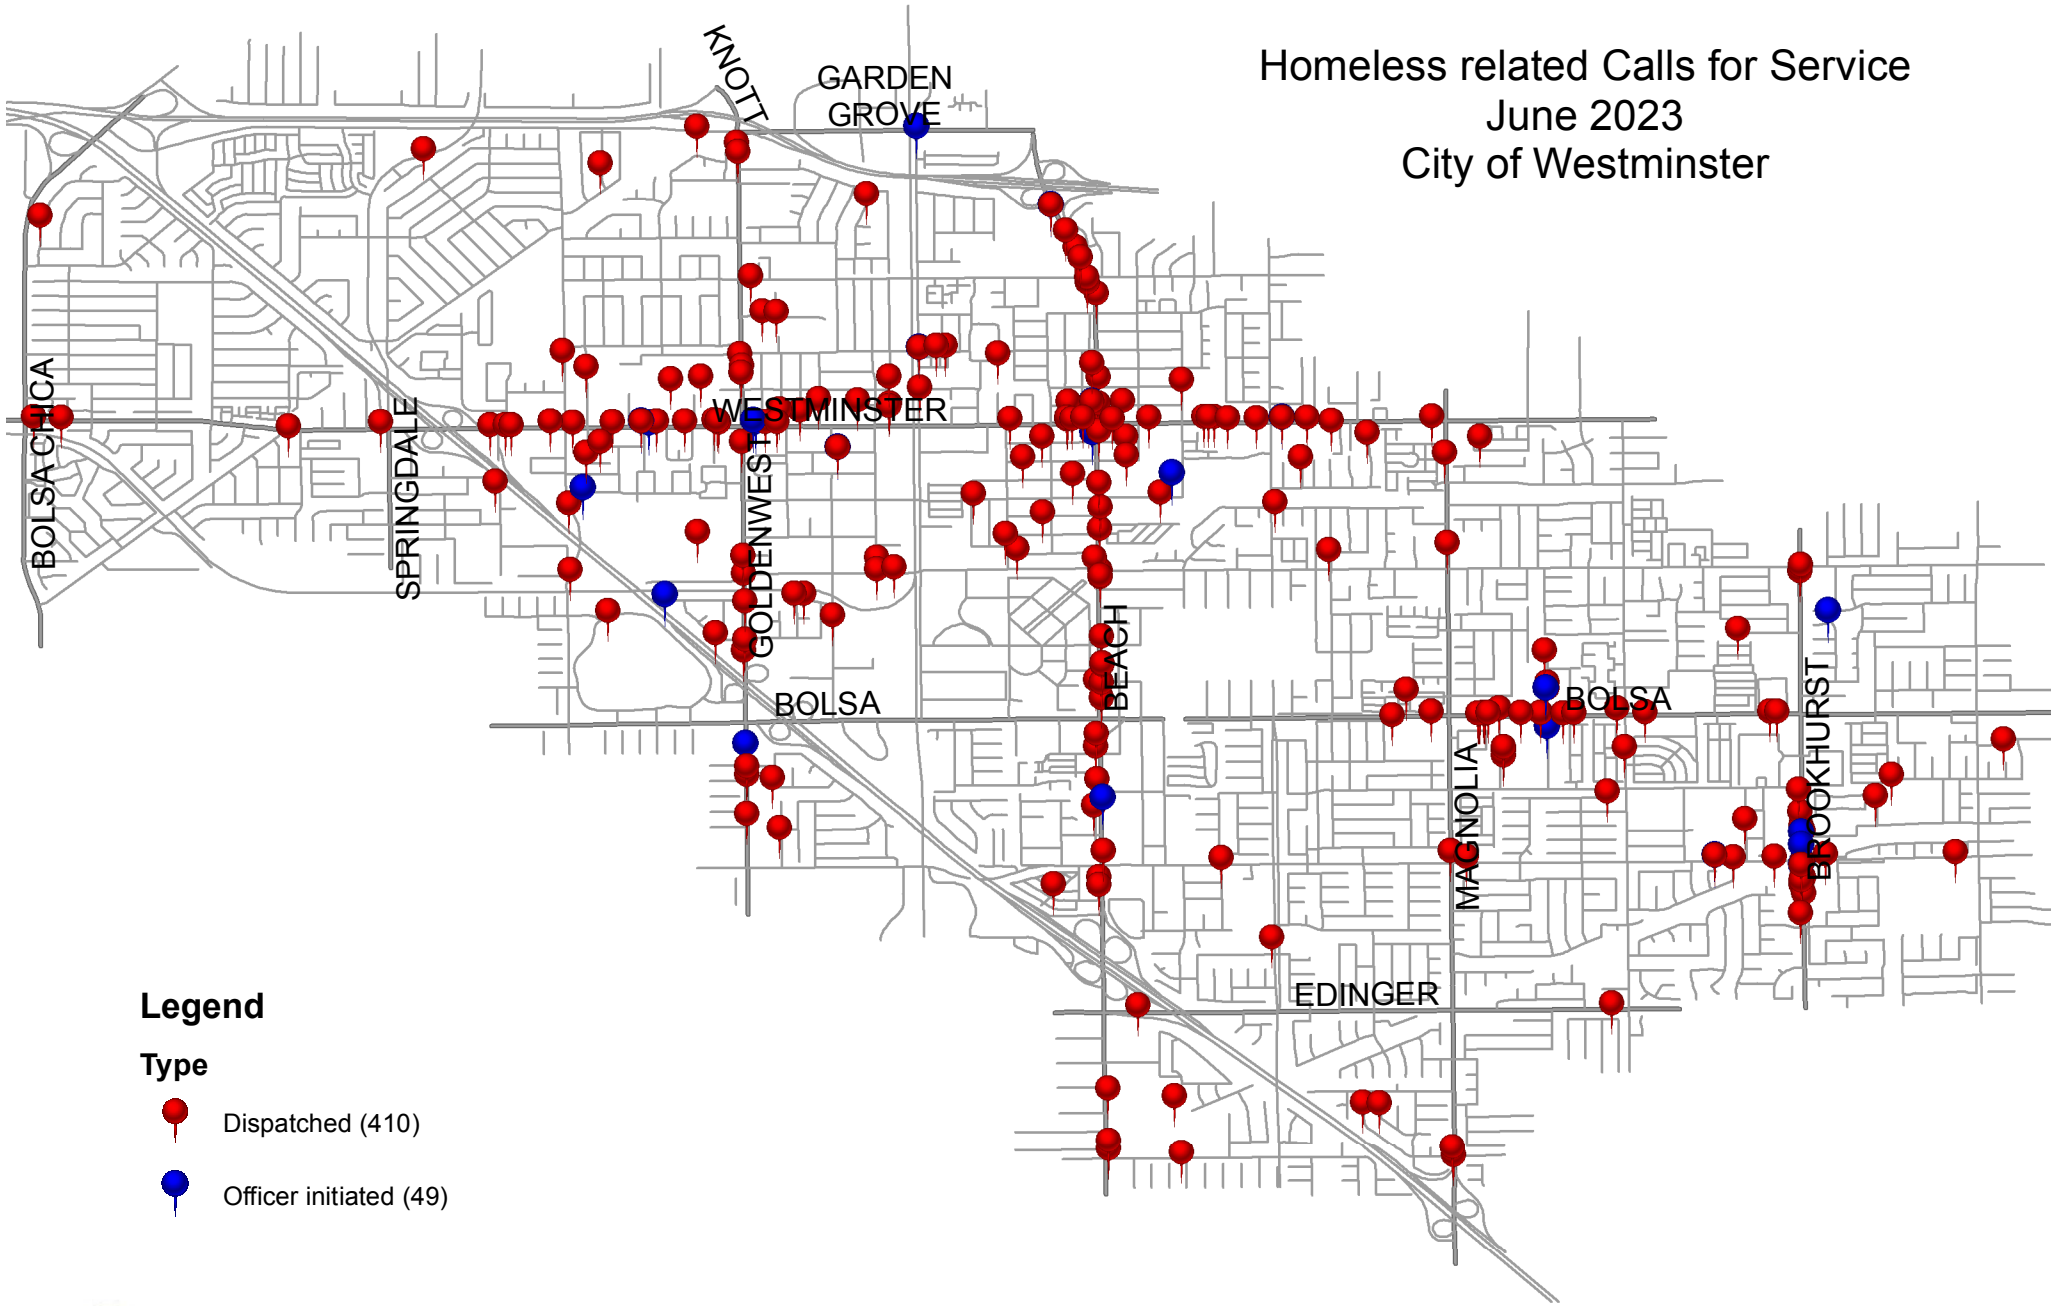 Homeless related Calls for Service
June 2023
City of Westminster
KNOTT
GARDEN
GROVE
WESTMINSTER
BOLSA CHICA
SPRINGDALE
GOLDENWEST
BEACH
BOLSA
BOLSA
MAGNOLIA
BROOKHURST
EDINGER
Legend
Type
Dispatched (410)
Officer initiated (49)